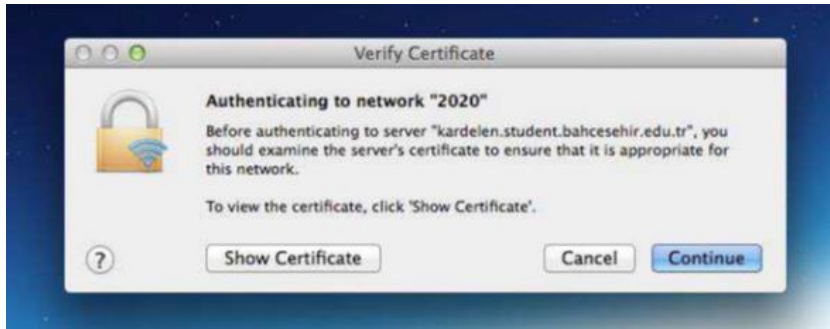 Verify Certificate
Authenticating to network "2020"
Before authenticating to server "kardelen.student.bahcesehir.edu.tr", you
should examine the server's certificate to ensure that it is appropriate for
this network.
To view the certificate, click 'Show Certificate'.
?
Show Certificate
Cancel
Continue